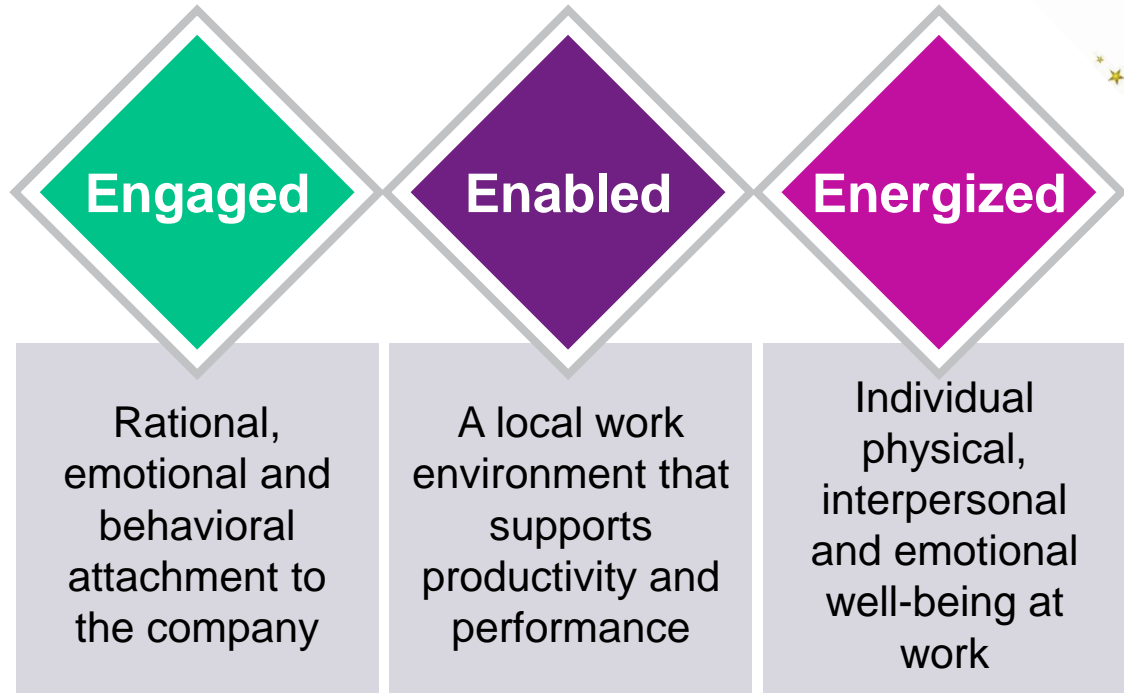 Engaged
Enabled
Energized
Rational,
emotional and
behavioral
attachment to
the company
A local work
environment that
supports
productivity and
performance
Individual
physical,
interpersonal
and emotional
well-being at
work